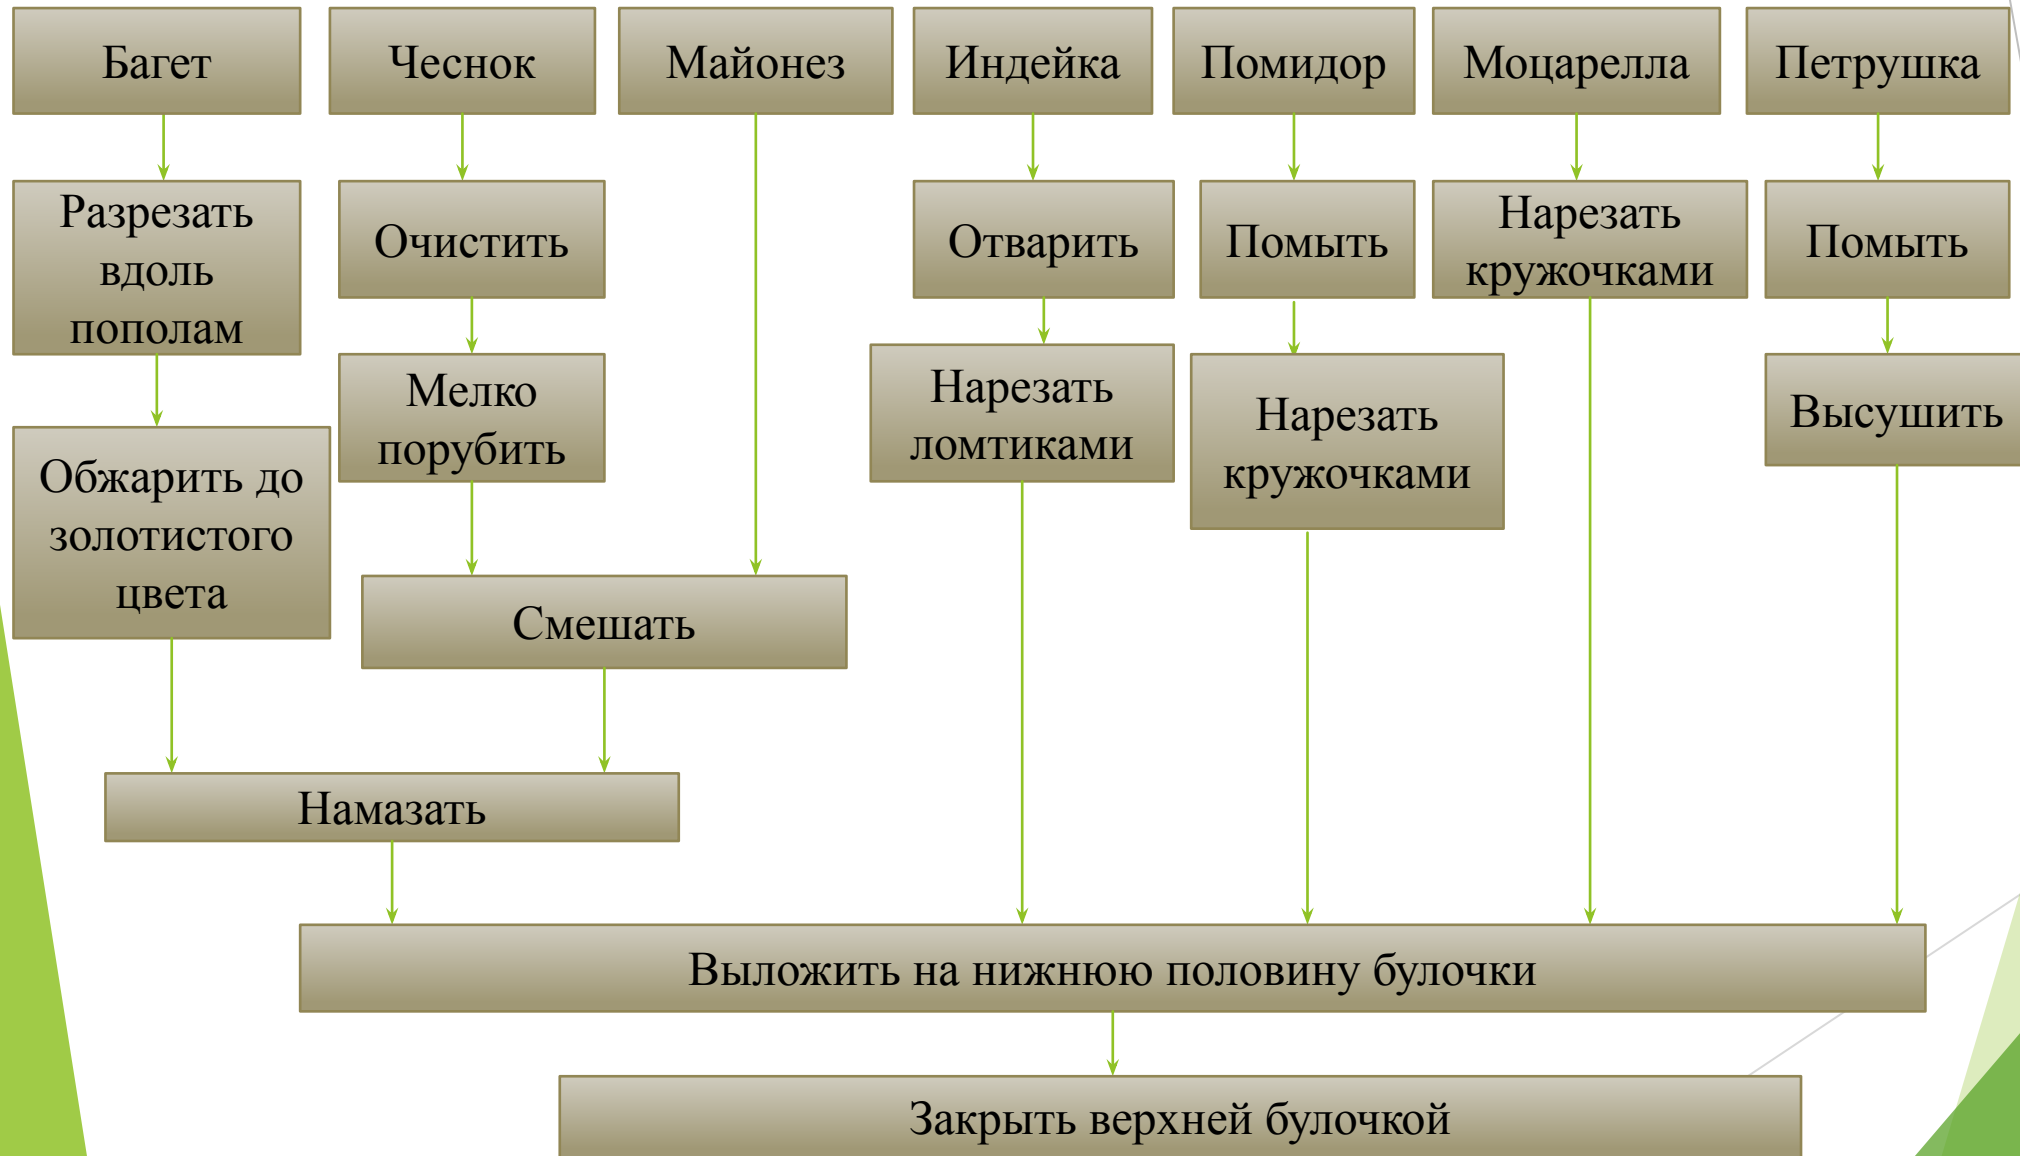 Багет
Чеснок
Майонез
Индейка
Помидор
Моцарелла
Петрушка
Разрезать
вдоль
пополам
Очистить
Отварить
Помыть
Нарезать
кружочками
Помыть
Обжарить до
золотистого
цвета
Мелко
порубить
Нарезать
ломтиками
Нарезать
кружочками
Высушить
Смешать
Намазать
Выложить на нижнюю половину булочки
Закрыть верхней булочкой